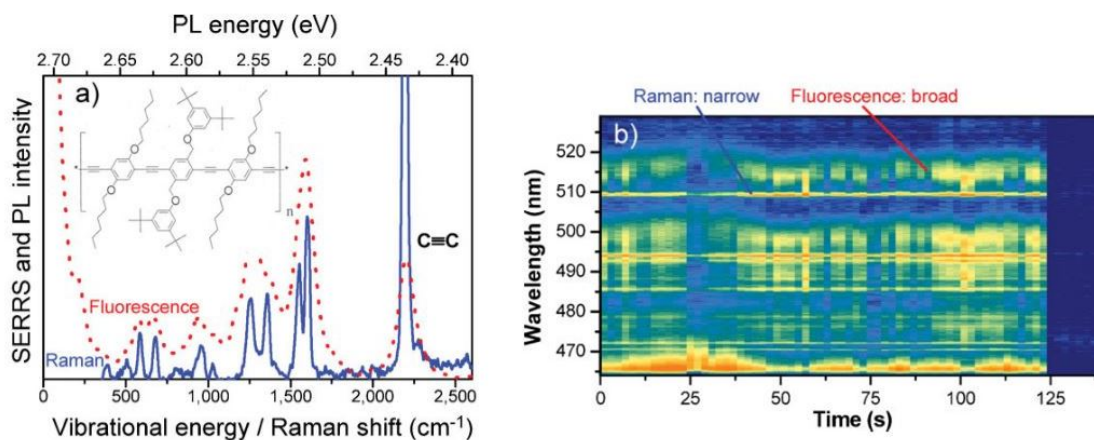 PL energy (eV)
2.70 2.65 2.60 2.55 2.50 2.45 2.40
a)
O
O
O
O
O
O
* *
n
C≡C
Fluorescence
Raman
SERRS and PL intensity
0 500 1,000 1,500 2,000 2,500
Vibrational energy / Raman shift (cm⁻¹)
Raman: narrow Fluorescence: broad
b)
520
510
500
490
480
470
Wavelength (nm)
0 25 50 75 100 125
Time (s)